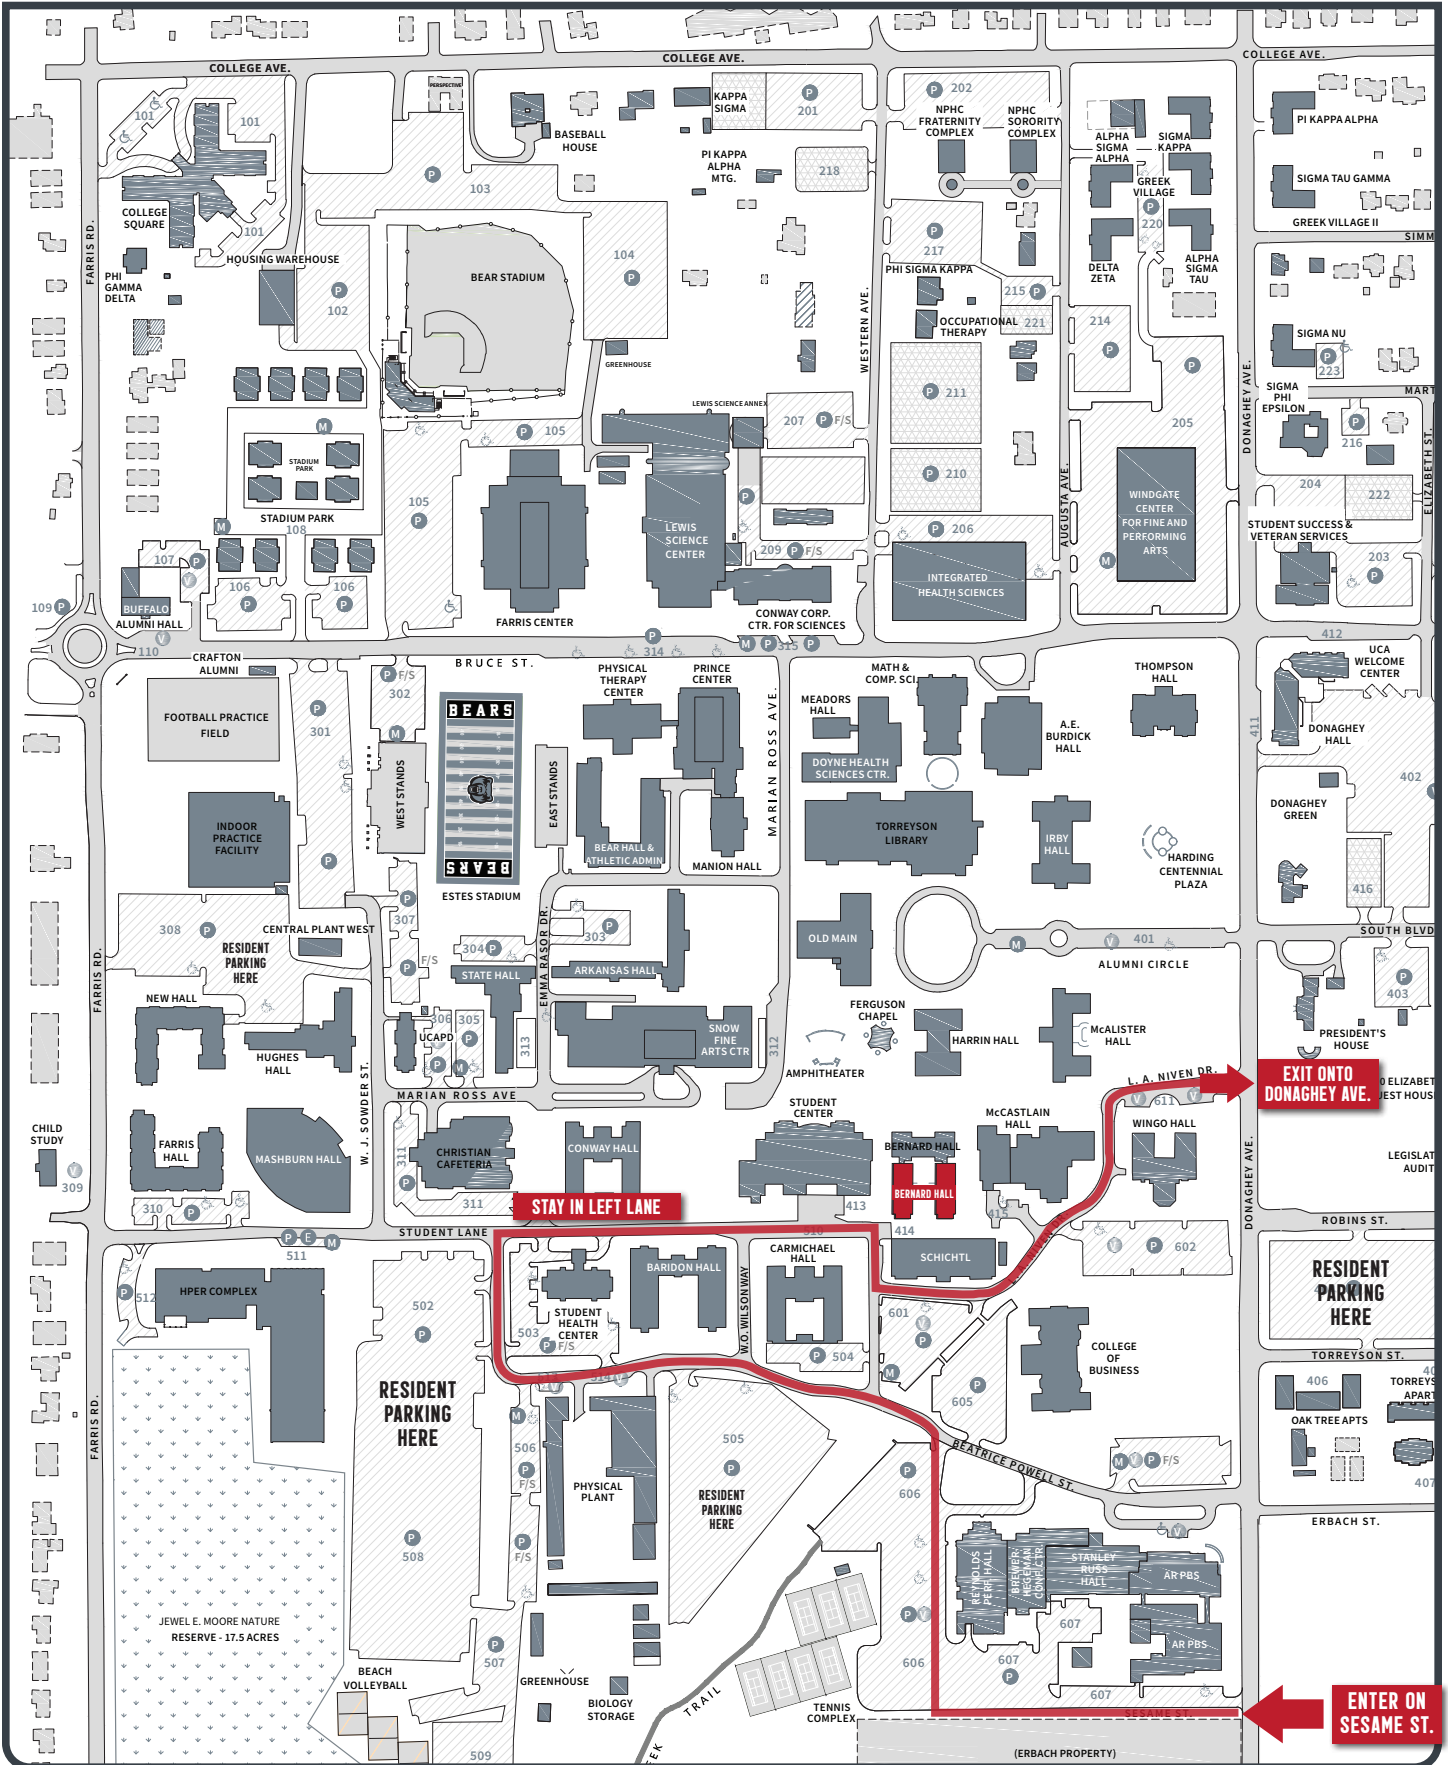 COLLEGE AVE.
COLLEGE AVE.
COLLEGE AVE.
PERSPECTIVE
101
101
101
KAPPA
SIGMA
P
201
P 202
NPHC
FRATERNITY
COMPLEX
NPHC
SORORITY
COMPLEX
ALPHA
SIGMA
ALPHA
SIGMA
KAPPA
PI KAPPA ALPHA
BASEBALL
HOUSE
PI KAPPA
ALPHA
MTG.
218
P
103
GREEK
VILLAGE
P
220
SIGMA TAU GAMMA
GREEK VILLAGE II
SIMM
COLLEGE
SQUARE
FARRIS RD.
HOUSING WAREHOUSE
PHI
GAMMA
DELTA
P
102
BEAR STADIUM
104
P
P
217
PHI SIGMA KAPPA
215 P
221
OCCUPATIONAL
THERAPY
DELTA
ZETA
ALPHA
SIGMA
TAU
214
P
P
205
SIGMA NU
P
223
MART
WESTERN AVE.
DONAGHEY AVE.
GREENHOUSE
LEWIS SCIENCE ANNEX
207 P F/S
P 211
P 210
SIGMA
PHI
EPSILON
P
216
ELIZABETH ST.
M
STADIUM
PARK
STADIUM PARK
M
108
P 105
105
P
LEWIS
SCIENCE
CENTER
P
209 P F/S
P 206
AUGUSTA AVE.
WINDGATE
CENTER
FOR FINE AND
PERFORMING
ARTS
M
204
222
STUDENT SUCCESS &
VETERAN SERVICES
203
P
107
P
V
106
P
106
P
109 P
BUFFALO
ALUMNI HALL
V
110
FARRIS CENTER
INTEGRATED
HEALTH SCIENCES
CONWAY CORP.
CTR. FOR SCIENCES
P
314
M P 315 P
412
BRUCE ST.
CRAFTON
ALUMNI
P F/S
302
M
PHYSICAL
THERAPY
CENTER
PRINCE
CENTER
MARIAN ROSS AVE.
MATH &
COMP. SCI.
MEADORS
HALL
DOYNE HEALTH
SCIENCES CTR.
A.E.
BURDICK
HALL
THOMPSON
HALL
UCA
WELCOME
CENTER
411
DONAGHEY
HALL
402
FOOTBALL PRACTICE
FIELD
P
301
P
BEARS
BEARS
WEST STANDS
EAST STANDS
INDOOR
PRACTICE
FACILITY
BEAR HALL &
ATHLETIC ADMIN
MANION HALL
TORREYSON
LIBRARY
IRBY
HALL
HARDING
CENTENNIAL
PLAZA
DONAGHEY
GREEN
416
ESTES STADIUM
308 P
RESIDENT
PARKING
HERE
CENTRAL PLANT WEST
P
307
P F/S
304 P
303
P
EMMA RASOR DR.
STATE HALL
ARKANSAS HALL
OLD MAIN
M
V 401
ALUMNI CIRCLE
SOUTH BLVD
P
403
FARRIS RD.
NEW HALL
HUGHES
HALL
306
305
UCAPD
P
P
M
313
SNOW
FINE
ARTS CTR
312
FERGUSON
CHAPEL
AMPHITHEATER
HARRIN HALL
McALISTER
HALL
PRESIDENT'S
HOUSE
L. A. NIVEN DR.
EXIT ONTO
DONAGHEY AVE.
W. J. SOWDER ST.
MARIAN ROSS AVE
V
611
V
STUDENT
CENTER
CHILD
STUDY
V
309
FARRIS
HALL
MASHBURN HALL
311
P
CHRISTIAN
CAFETERIA
CONWAY HALL
BERNARD HALL
BERNARD HALL
McCASTLAIN
HALL
WINGO HALL
DONAGHEY AVE.
310
P
311
STAY IN LEFT LANE
413
414
415
STUDENT LANE
510
P E M
511
ROBINS ST.
P
512
HPER COMPLEX
502
P
BARIDON HALL
W.O.WILSONWAY
CARMICHAEL
HALL
SCHICHTL
L. A. NIVEN DR.
V
P 602
RESIDENT
PARKING
HERE
STUDENT
HEALTH
CENTER
503
P F/S
P 504
601
V
P
M
COLLEGE
OF
BUSINESS
TORREYSON ST.
514
V
RESIDENT
PARKING
HERE
FARRIS RD.
P
605
406
OAK TREE APTS
407
M
506
P
F/S
505
P
RESIDENT
PARKING
HERE
BEATRICE POWELL ST.
M V P F/S
P
606
PHYSICAL
PLANT
ERBACH ST.
P
508
P
F/S
V
REYNOLDS
PERF. HALL
BREWER-
HEGEMAN
CONF. CTR.
STANLEY
RUSS
HALL
AR PBS
JEWEL E. MOORE NATURE
RESERVE - 17.5 ACRES
P V
606
607
607
P
AR PBS
607
P
507
BEACH
VOLLEYBALL
GREENHOUSE
BIOLOGY
STORAGE
TRAIL
TENNIS
COMPLEX
SESAME ST.
ENTER ON
SESAME ST.
509
EEK
(ERBACH PROPERTY)